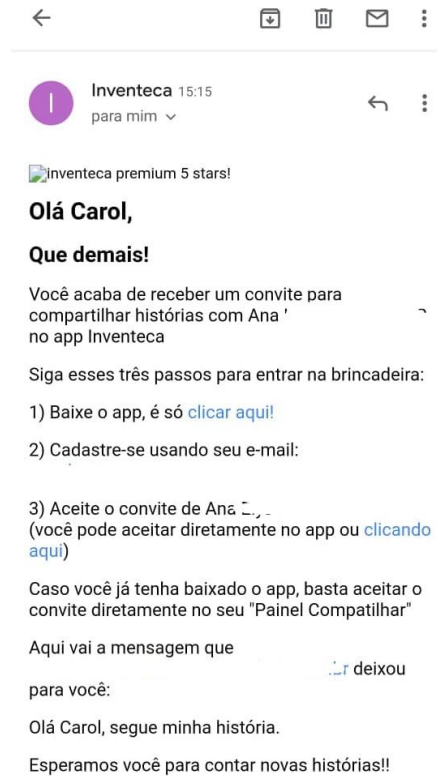 Inventeca 15:15
para mim
I
inventeca premium 5 stars!
Olá Carol,
Que demais!
Você acaba de receber um convite para
compartilhar histórias com Ana
no app Inventeca
Siga esses três passos para entrar na brincadeira:
1) Baixe o app, é só clicar aqui!
2) Cadastre-se usando seu e-mail:
3) Aceite o convite de Ana
(você pode aceitar diretamente no app ou clicando
aqui)
Caso você já tenha baixado o app, basta aceitar o
convite diretamente no seu "Painel Compatilhar"
Aqui vai a mensagem que
deixou
para você:
Olá Carol, segue minha história.
Esperamos você para contar novas histórias!!